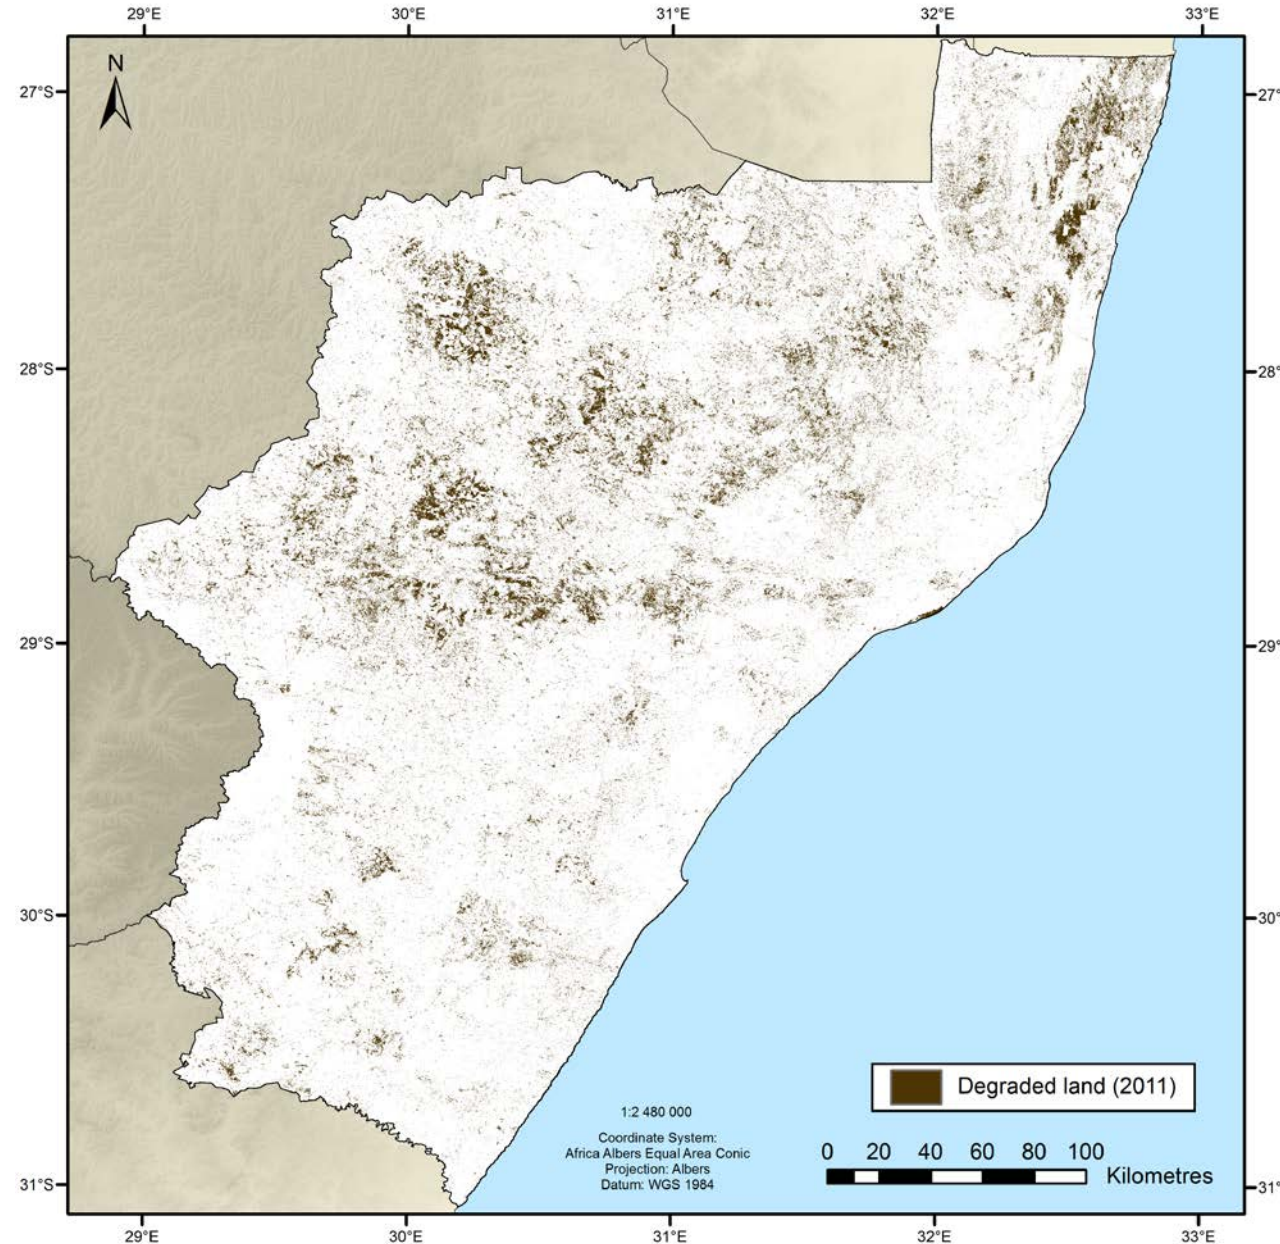 29°E 30°E 31°E 32°E 33°E
N
27°S 27°
28°S 28°
29°S 29°
30°S 30°
Degraded land (2011)
1:2 480 000
Coordinate System:
Africa Albers Equal Area Conic
Projection: Albers
Datum: WGS 1984
0 20 40 60 80 100
Kilometres
31°S 31°
29°E 30°E 31°E 32°E 33°E